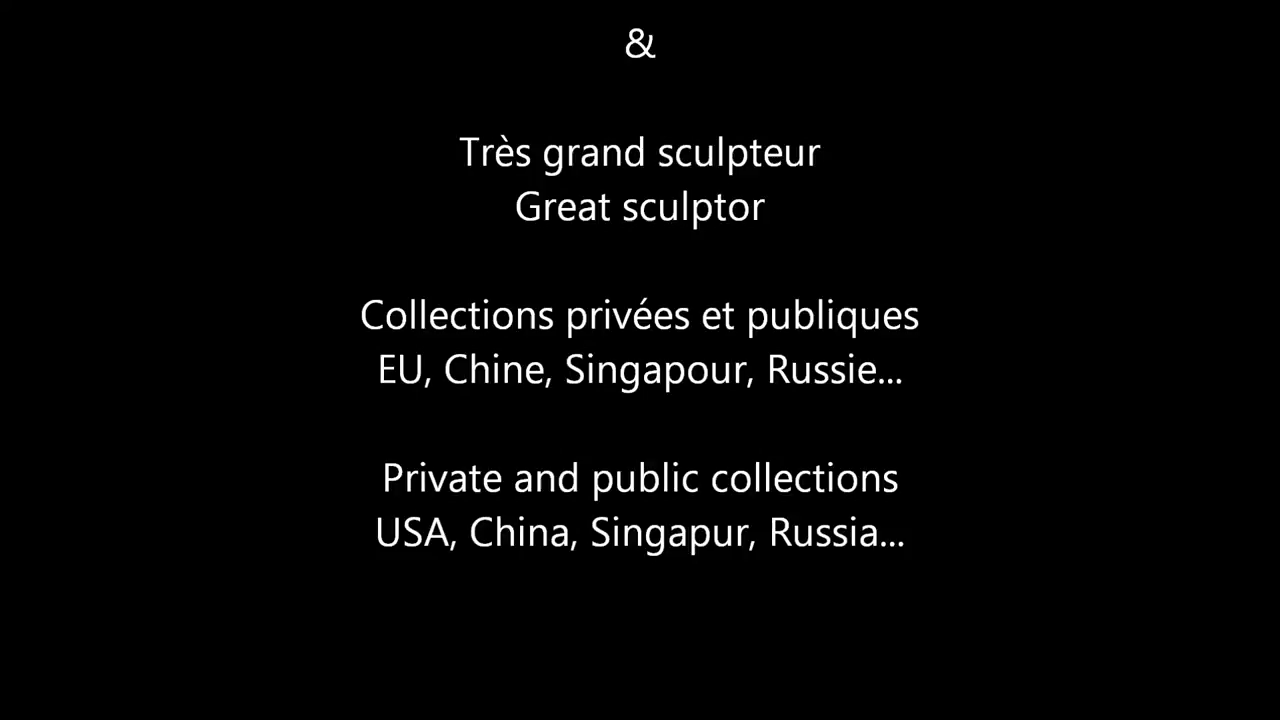 &
Très grand sculpteur
Great sculptor
Collections privées et publiques
EU, Chine, Singapour, Russie...
Private and public collections
USA, China, Singapur, Russia...